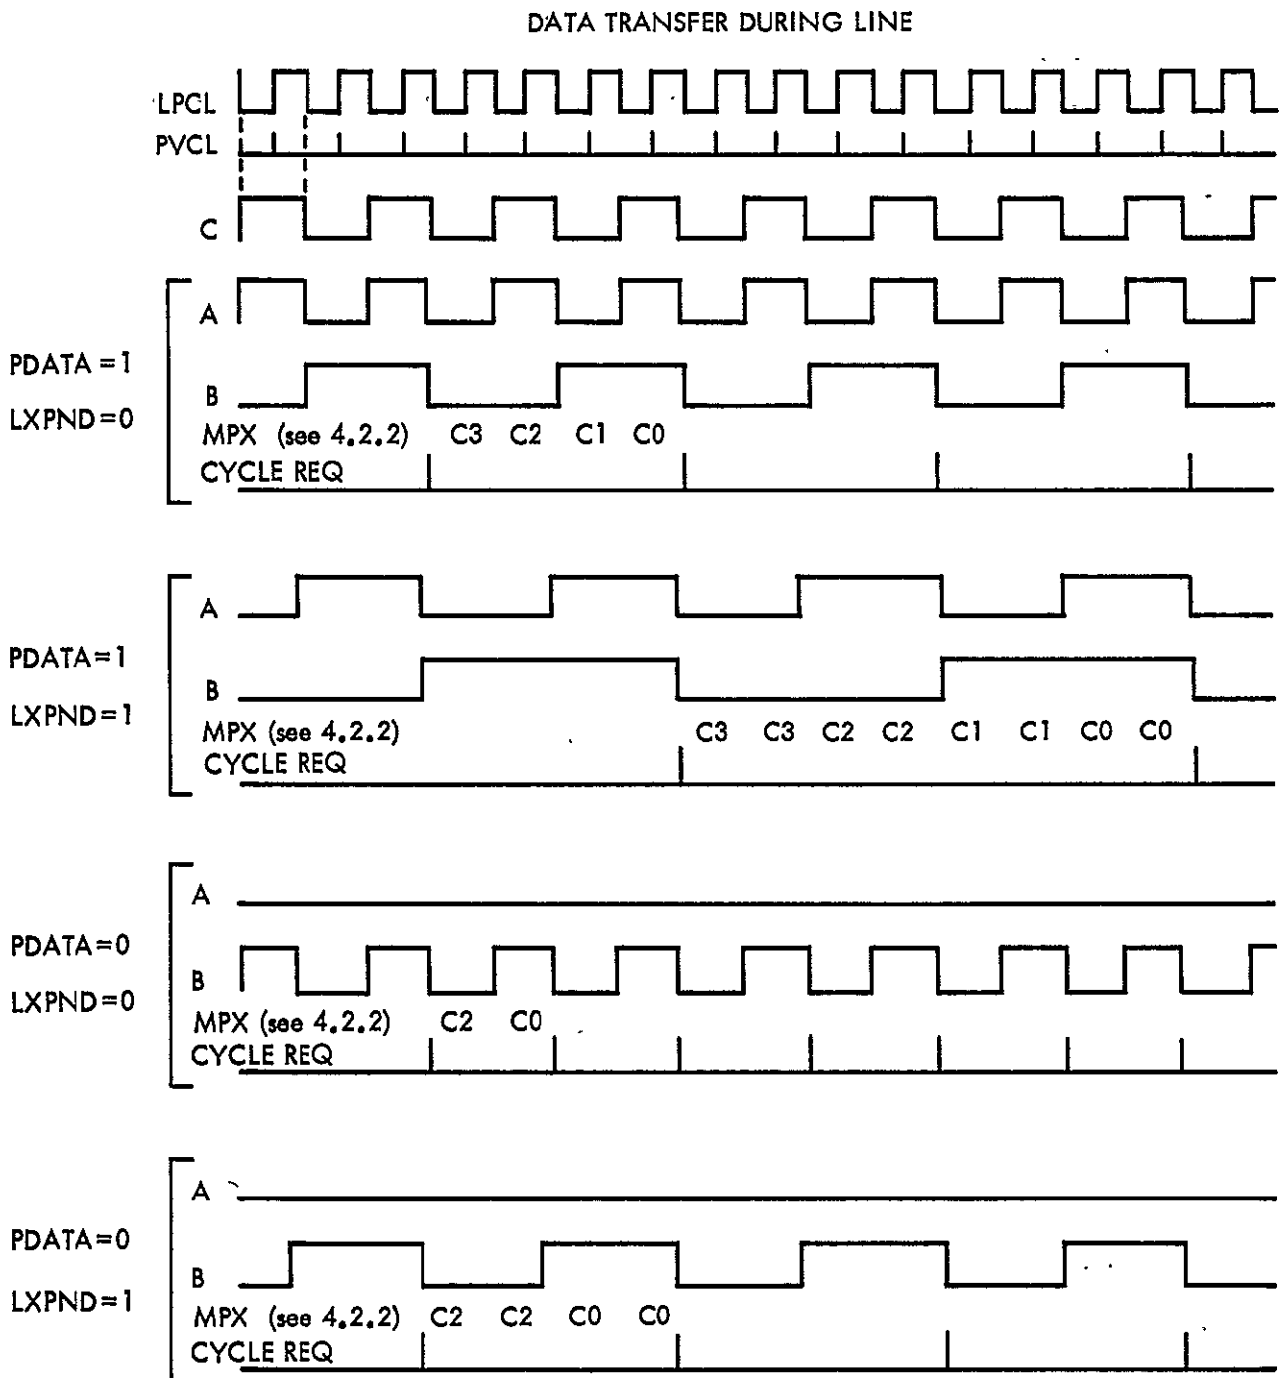 DATA TRANSFER DURING LINE
LPCL
PVCL
C
A
PDATA=1
B
LXPND=0
MPX (see 4.2.2) C3 C2 C1 C0
CYCLE REQ
A
PDATA=1
B
LXPND=1
MPX (see 4.2.2) C3 C3 C2 C2 C1 C1 C0 C0
CYCLE REQ
A
PDATA=0
B
LXPND=0
MPX (see 4.2.2) C2 C0
CYCLE REQ
A
PDATA=0
B
LXPND=1
MPX (see 4.2.2) C2 C2 C0 C0
CYCLE REQ